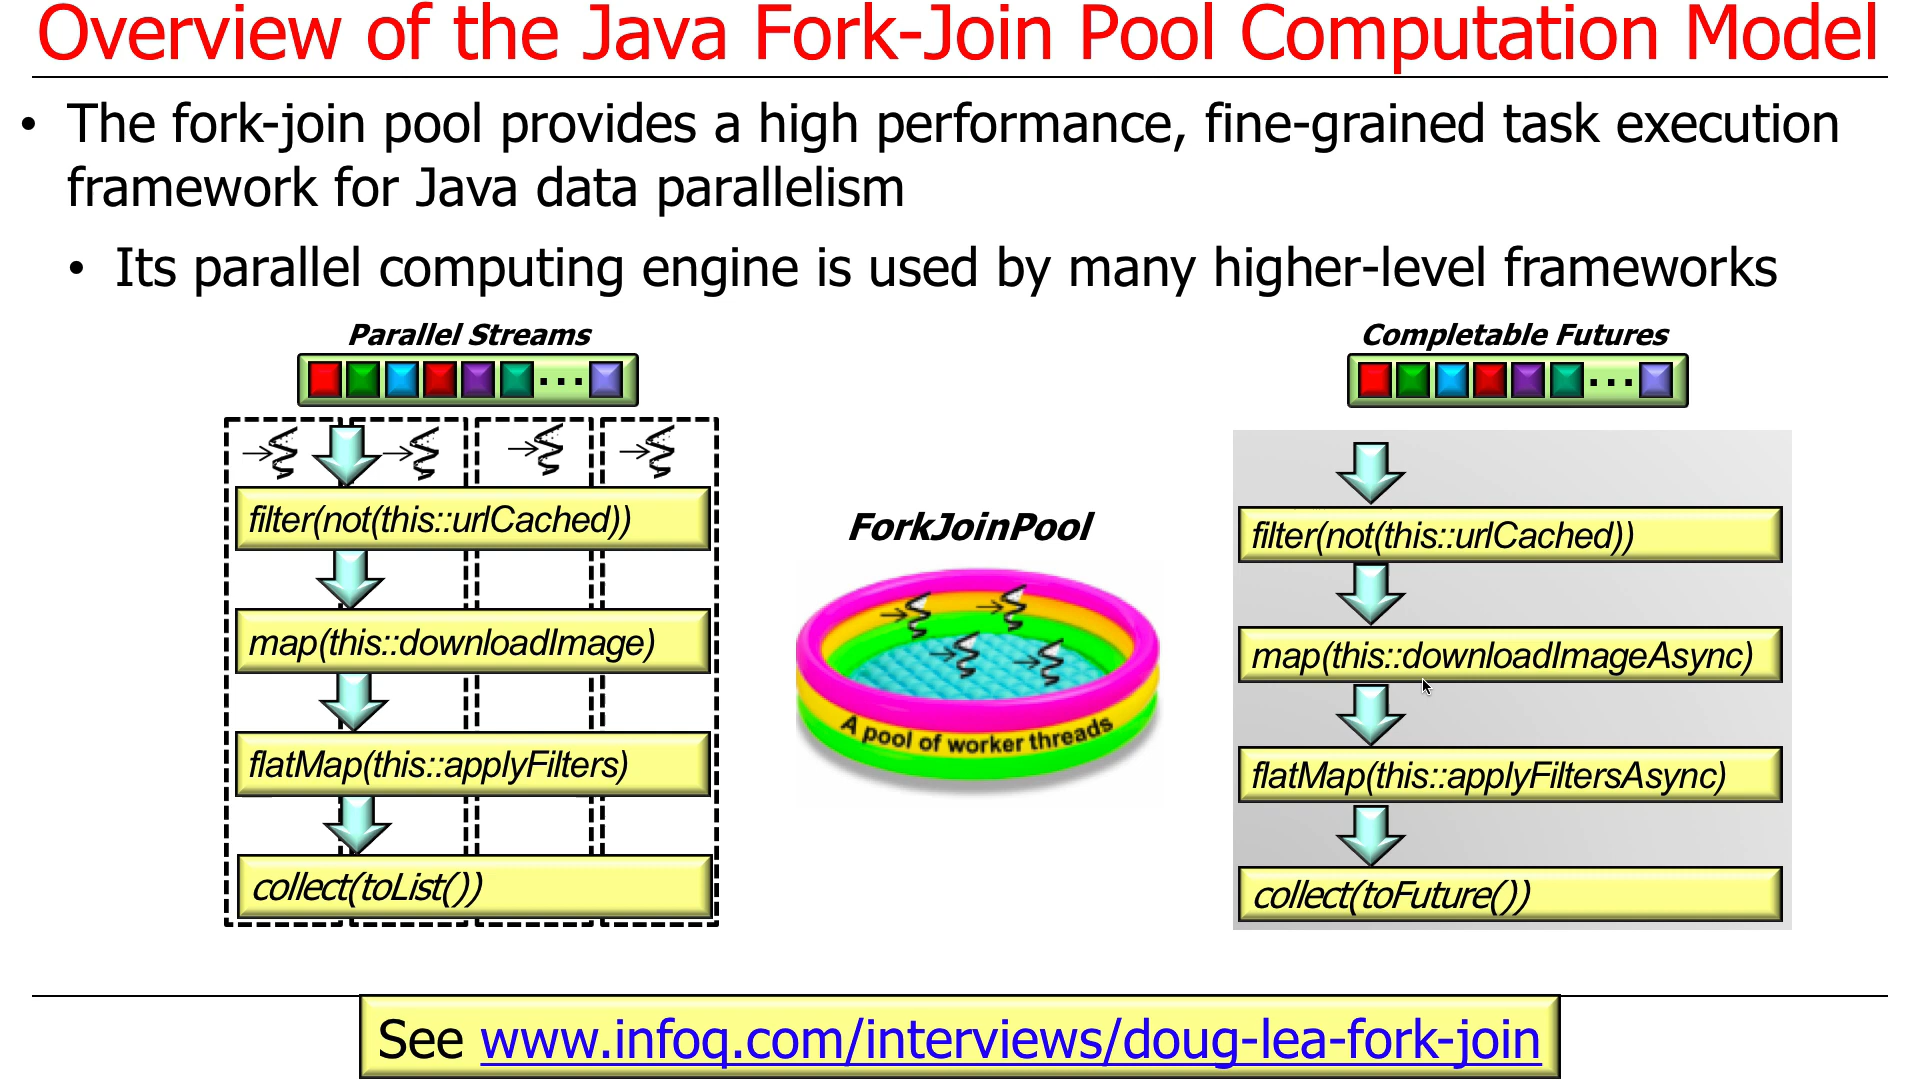 Overview of the Java Fork-Join Pool Computation Model
• The fork-join pool provides a high performance, fine-grained task execution
framework for Java data parallelism
• Its parallel computing engine is used by many higher-level frameworks
Parallel Streams
...
filter(not(this::urlCached))
map(this::downloadImage)
flatMap(this::applyFilters)
collect(toList())
ForkJoinPool
A pool of worker threads
Completable Futures
...
filter(not(this::urlCached))
map(this::downloadImageAsync)
flatMap(this::applyFiltersAsync)
collect(toFuture())
See www.infoq.com/interviews/doug-lea-fork-join